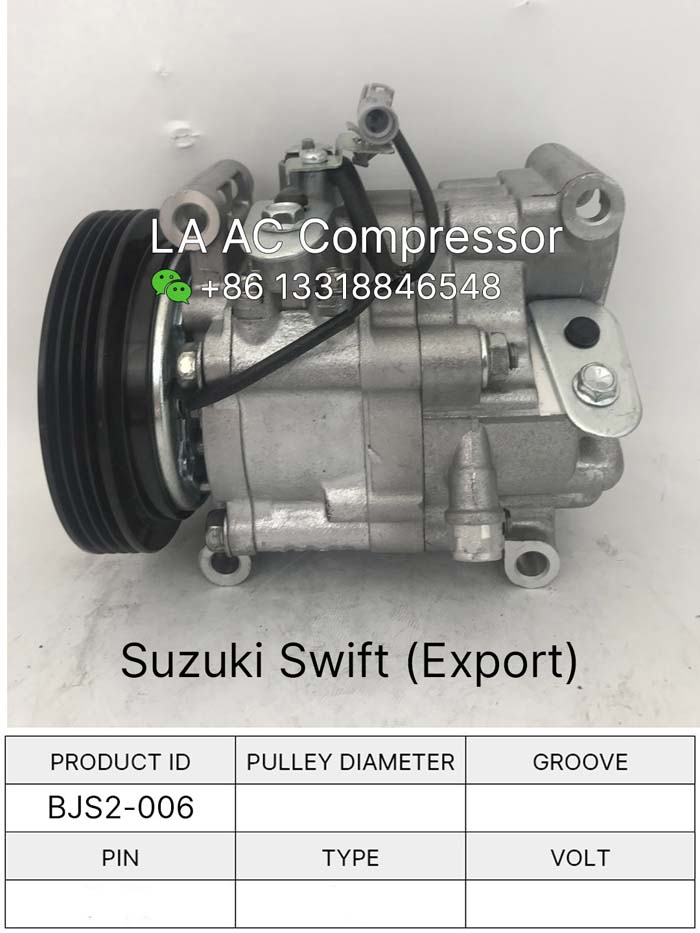 LA AC Compressor
+86 13318846548
Suzuki Swift (Export)
PRODUCT ID PULLEY DIAMETER GROOVE
BJS2-006
PIN TYPE VOLT